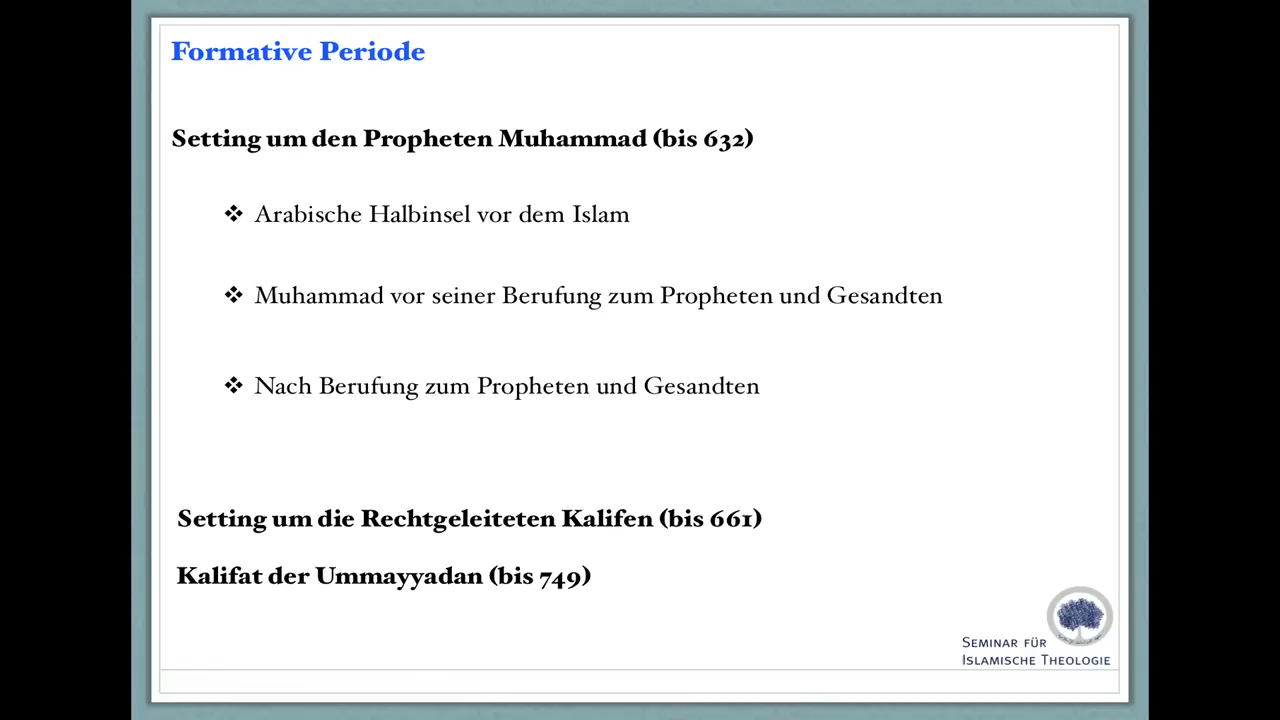 Formative Periode
Setting um den Propheten Muhammad (bis 632)
❖ Arabische Halbinsel vor dem Islam
❖ Muhammad vor seiner Berufung zum Propheten und Gesandten
❖ Nach Berufung zum Propheten und Gesandten
Setting um die Rechtgeleiteten Kalifen (bis 661)
Kalifat der Ummayyadan (bis 749)
Seminar für
Islamische Theologie